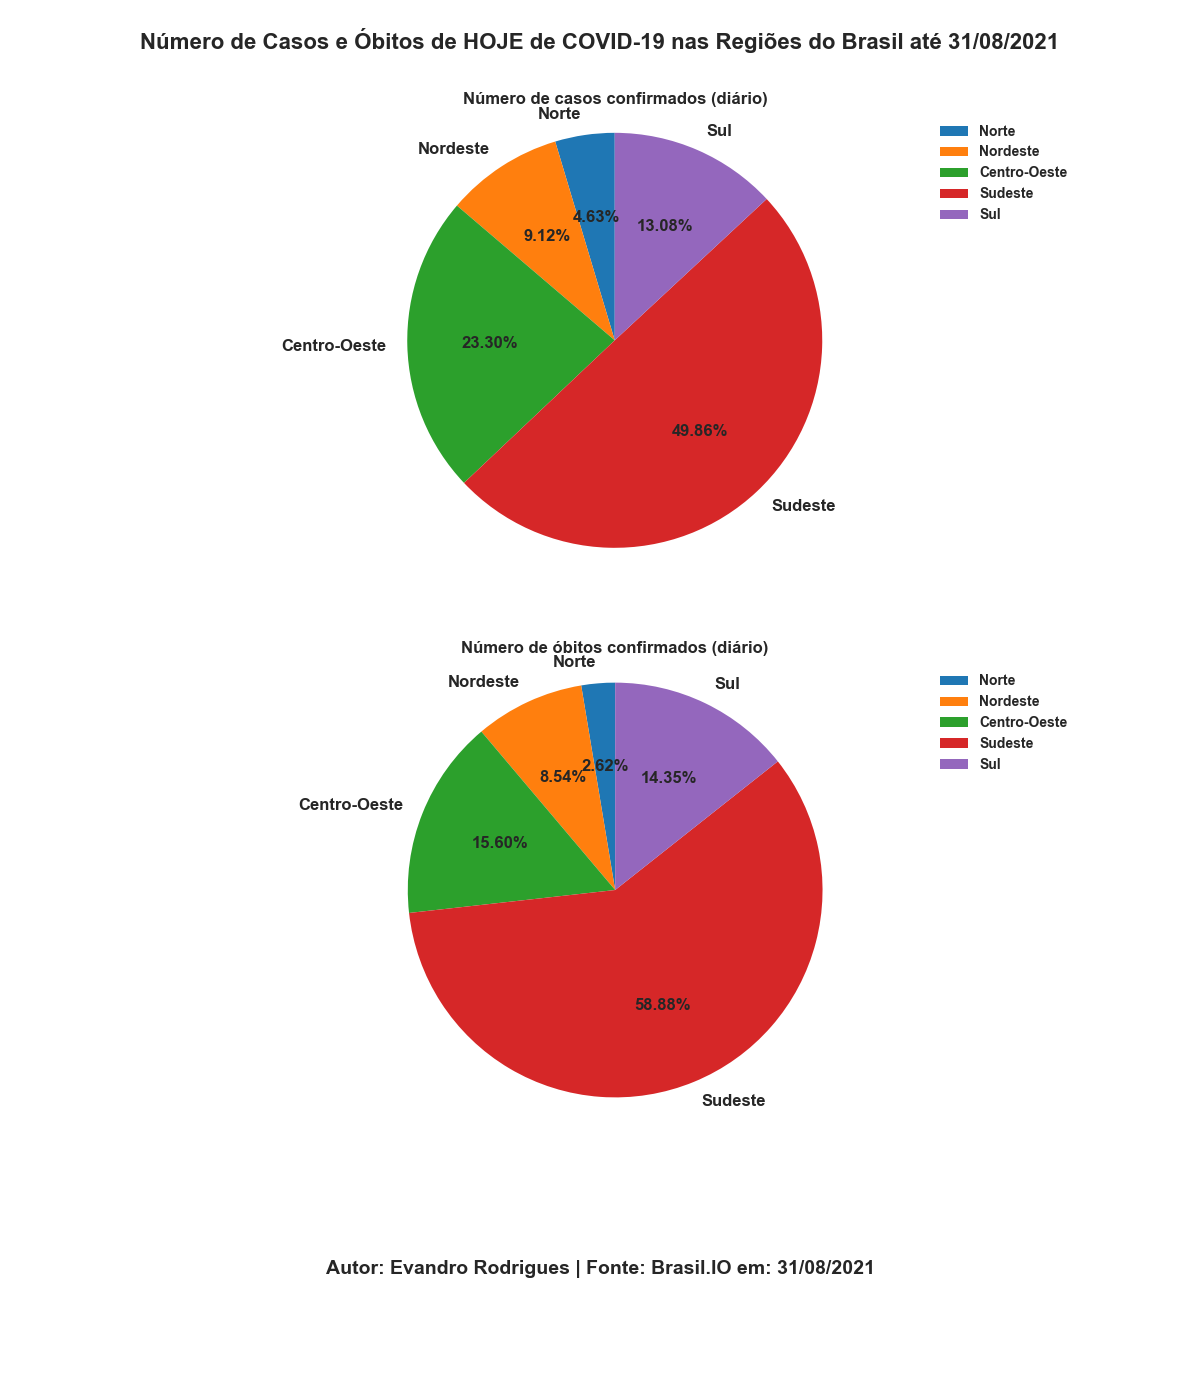 Número de Casos e Óbitos de HOJE de COVID-19 nas Regiões do Brasil até 31/08/2021
Número de casos confirmados (diário)
Norte
Sul
Nordeste
Centro-Oeste
Sudeste
4.63%
13.08%
9.12%
23.30%
49.86%
Norte
Nordeste
Centro-Oeste
Sudeste
Sul
Número de óbitos confirmados (diário)
Norte
Sul
Nordeste
Centro-Oeste
Sudeste
2.62%
14.35%
8.54%
15.60%
58.88%
Norte
Nordeste
Centro-Oeste
Sudeste
Sul
Autor: Evandro Rodrigues | Fonte: Brasil.IO em: 31/08/2021